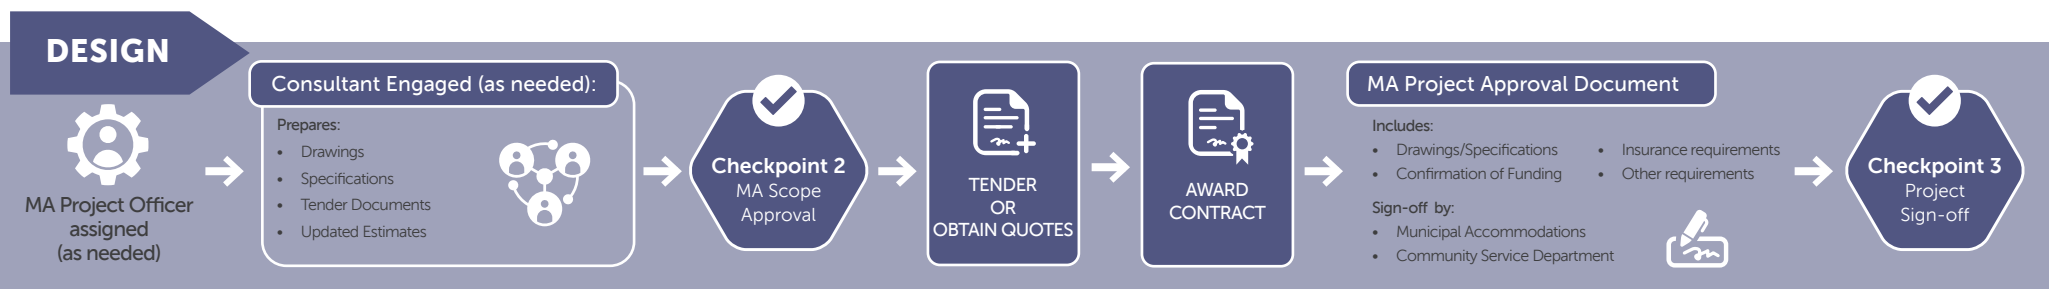 DESIGN
MA Project Officer
assigned
(as needed)
Consultant Engaged (as needed):
Prepares:
• Drawings
• Specifications
• Tender Documents
• Updated Estimates
Checkpoint 2
MA Scope
Approval
TENDER
OR
OBTAIN QUOTES
AWARD
CONTRACT
MA Project Approval Document
Includes:
• Drawings/Specifications
• Confirmation of Funding
• Insurance requirements
• Other requirements
Sign-off by:
• Municipal Accommodations
• Community Service Department
Checkpoint 3
Project
Sign-off